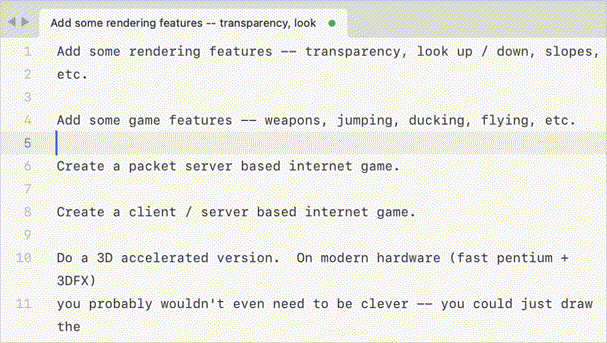 Add some rendering features -- transparency, look
1 Add some rendering features -- transparency, look up / down, slopes,
2 etc.
3
4 Add some game features -- weapons, jumping, ducking, flying, etc.
5
6 Create a packet server based internet game.
7
8 Create a client / server based internet game.
9
10 Do a 3D accelerated version.  On modern hardware (fast pentium +
3DFX)
11 you probably wouldn't even need to be clever -- you could just draw
the